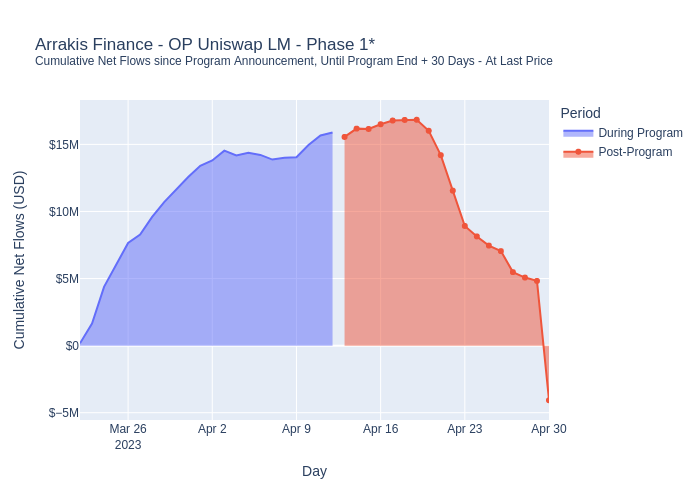 Arrakis Finance - OP Uniswap LM - Phase 1*
Cumulative Net Flows since Program Announcement, Until Program End + 30 Days - At Last Price
Period
During Program
Post-Program
Cumulative Net Flows (USD)
$15M
$10M
$5M
$0
$−5M
Mar 26
2023
Apr 2
Apr 9
Apr 16
Apr 23
Apr 30
Day